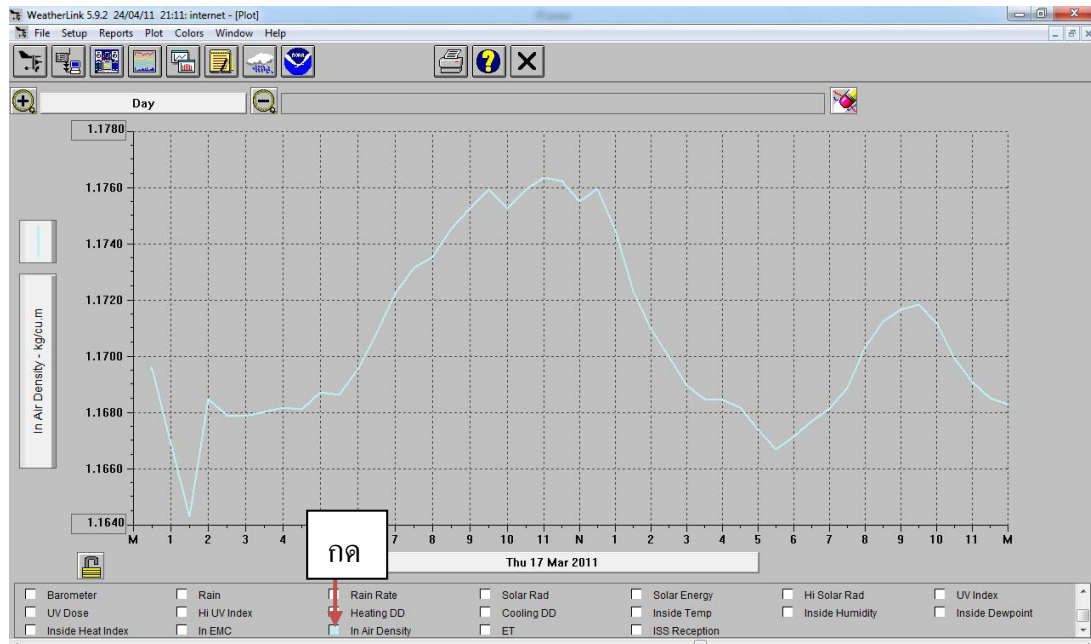 WeatherLink 5.9.2 24/04/11 21:11: internet - [Plot]
File Setup Reports Plot Colors Window Help
Day
1.1780
1.1760
1.1740
1.1720
1.1700
1.1680
1.1660
1.1640
In Air Density - kg/cu.m
M 1 2 3 4 7 8 9 10 11 N 1 2 3 4 5 6 7 8 9 10 11 M
กด
Thu 17 Mar 2011
Barometer Rain Rain Rate Solar Rad Solar Energy Hi Solar Rad UV Index
UV Dose Hi UV Index Heating DD Cooling DD Inside Temp Inside Humidity Inside Dewpoint
Inside Heat Index In EMC In Air Density ET ISS Reception